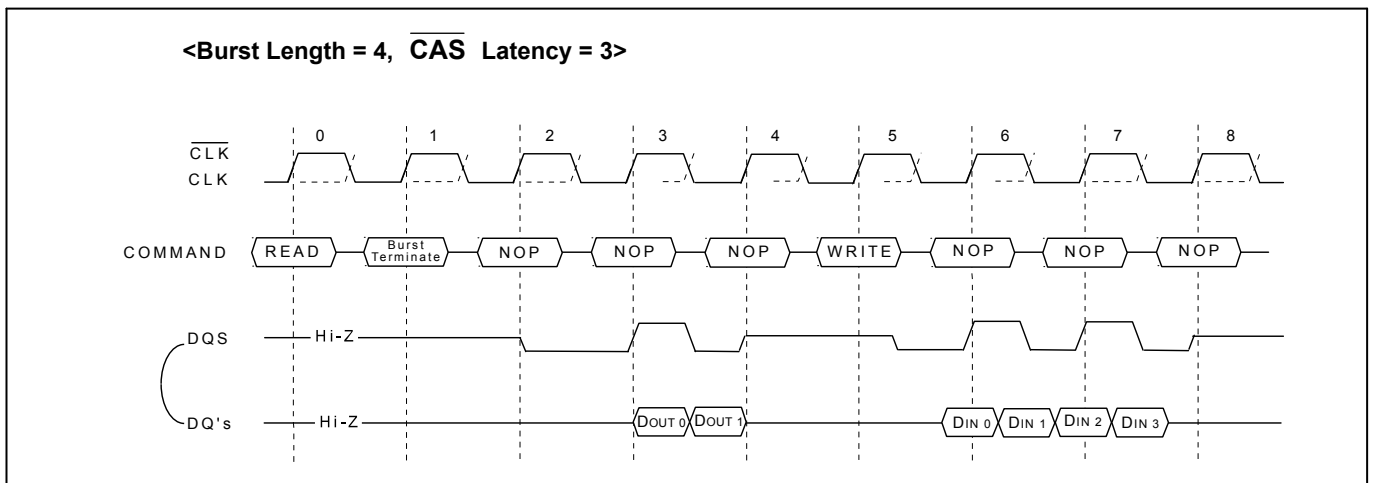 <Burst Length = 4, CAS Latency = 3>
0 1 2 3 4 5 6 7 8
CLK
CLK
COMMAND READ Burst Terminate NOP NOP NOP WRITE NOP NOP NOP
DQS Hi-Z
DQ's Hi-Z DOUT 0 DOUT 1 DIN 0 DIN 1 DIN 2 DIN 3